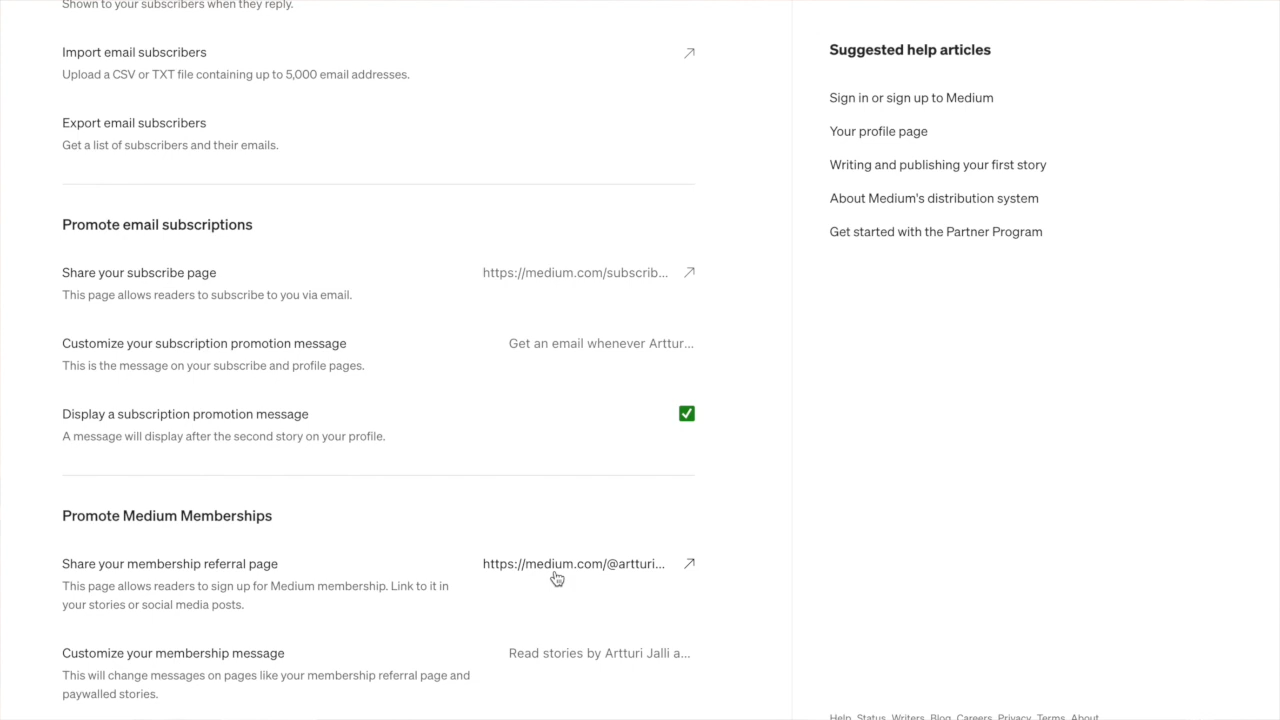 Shown to your subscribers when they reply.
Import email subscribers
Upload a CSV or TXT file containing up to 5,000 email addresses.
Export email subscribers
Get a list of subscribers and their emails.
Promote email subscriptions
Share your subscribe page
https://medium.com/subscrib...
This page allows readers to subscribe to you via email.
Customize your subscription promotion message
Get an email whenever Arttur...
This is the message on your subscribe and profile pages.
Display a subscription promotion message
A message will display after the second story on your profile.
Promote Medium Memberships
Share your membership referral page
https://medium.com/@artturi...
This page allows readers to sign up for Medium membership. Link to it in
your stories or social media posts.
Customize your membership message
Read stories by Artturi Jalli a...
This will change messages on pages like your membership referral page and
paywalled stories.
Suggested help articles
Sign in or sign up to Medium
Your profile page
Writing and publishing your first story
About Medium's distribution system
Get started with the Partner Program
Help Status Writers Blog Careers Privacy Terms About